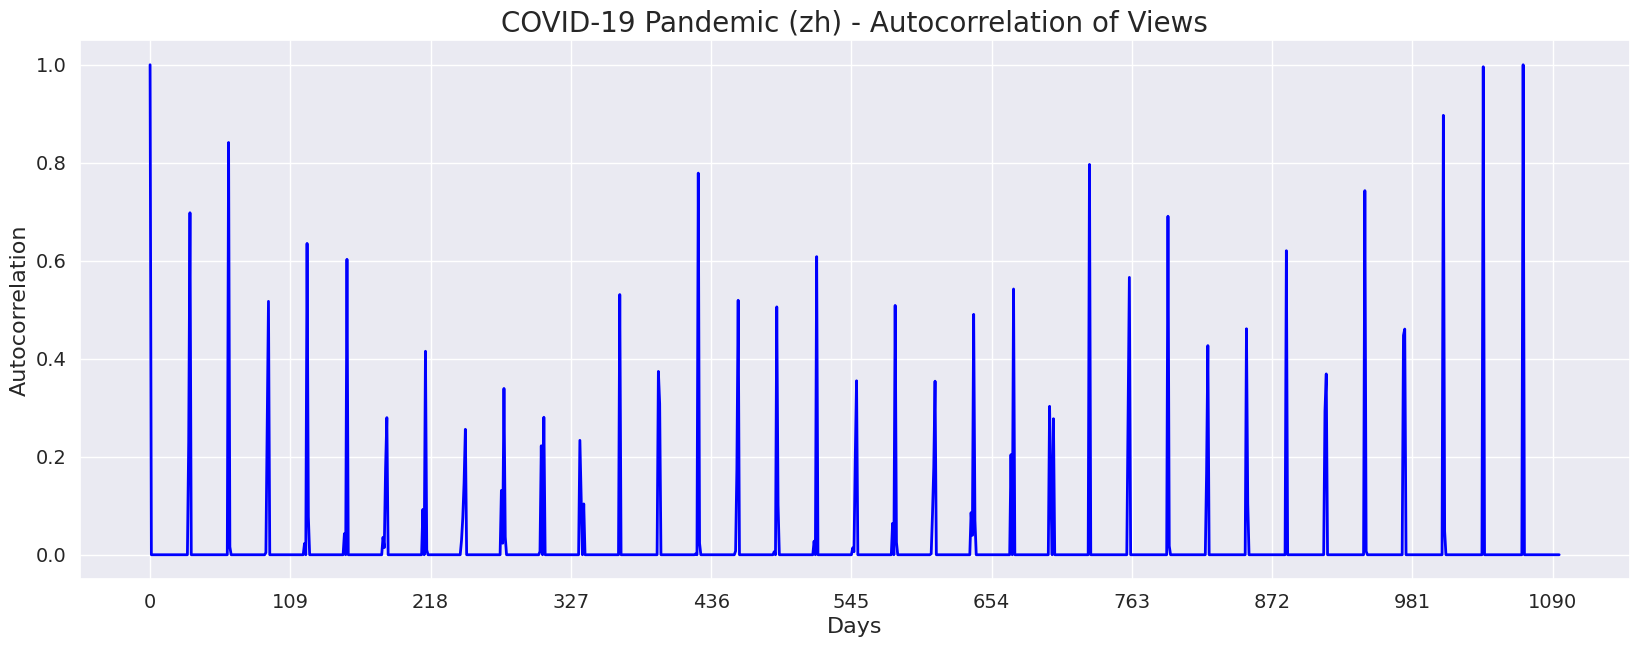 COVID-19 Pandemic (zh) - Autocorrelation of Views
1.0
0.8
0.6
0.4
0.2
0.0
Autocorrelation
0 109 218 327 436 545 654 763 872 981 1090
Days